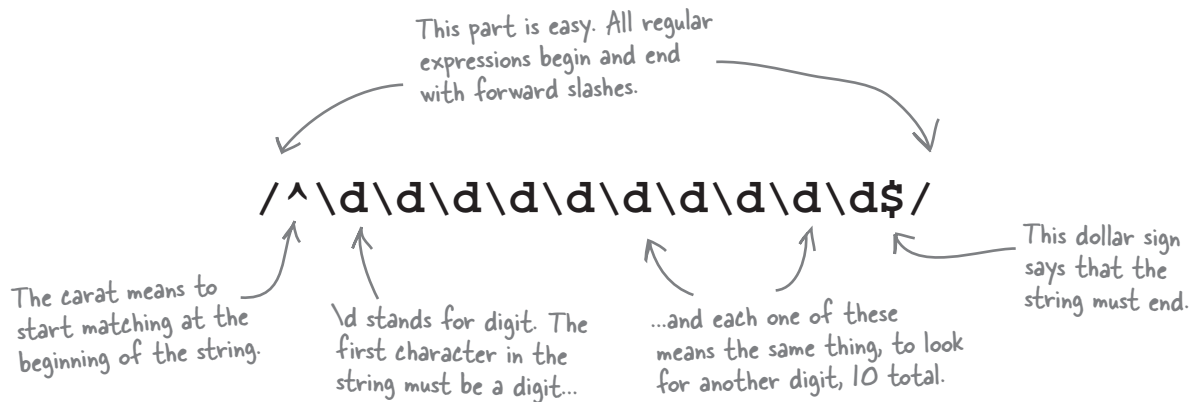 This part is easy. All regular
expressions begin and end
with forward slashes.
/^\d\d\d\d\d\d\d\d\d\d$/
The carat means to
start matching at the
beginning of the string.
\d stands for digit. The
first character in the
string must be a digit...
...and each one of these
means the same thing, to look
for another digit, 10 total.
This dollar sign
says that the
string must end.